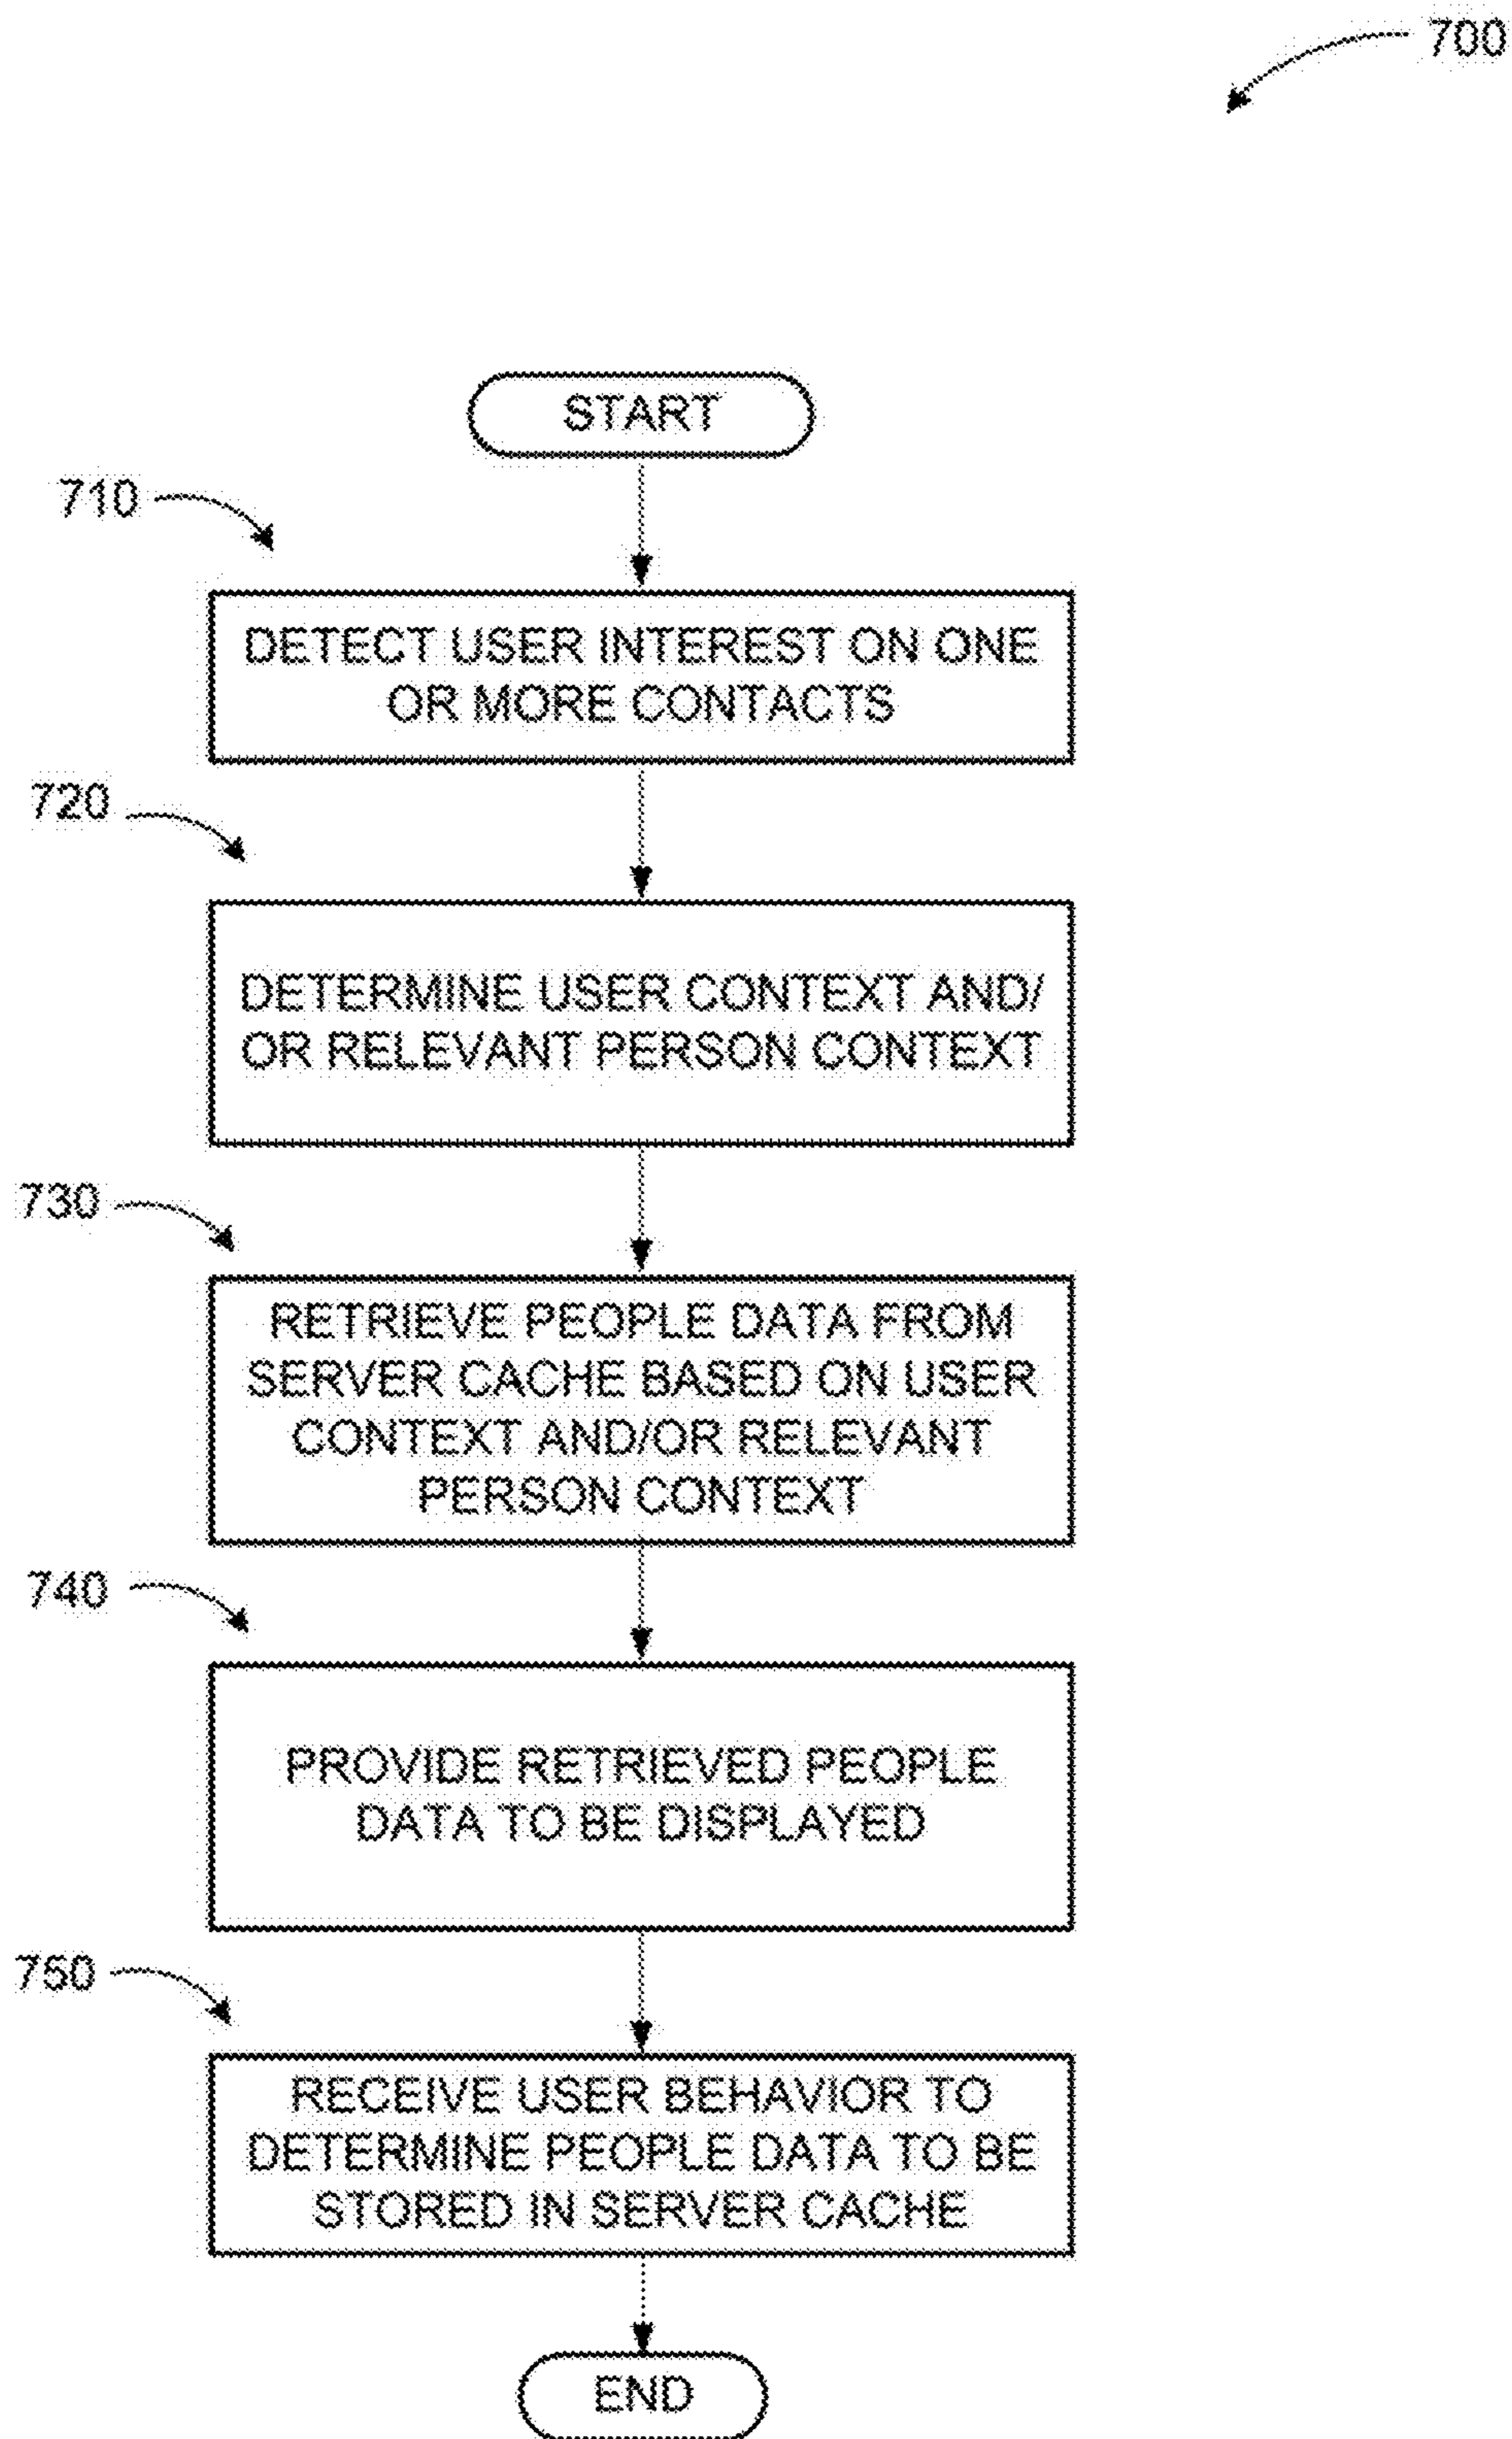 700
START
710
DETECT USER INTEREST ON ONE
OR MORE CONTACTS
720
DETERMINE USER CONTEXT AND/
OR RELEVANT PERSON CONTEXT
730
RETRIEVE PEOPLE DATA FROM
SERVER CACHE BASED ON USER
CONTEXT AND/OR RELEVANT
PERSON CONTEXT
740
PROVIDE RETRIEVED PEOPLE
DATA TO BE DISPLAYED
750
RECEIVE USER BEHAVIOR TO
DETERMINE PEOPLE DATA TO BE
STORED IN SERVER CACHE
END